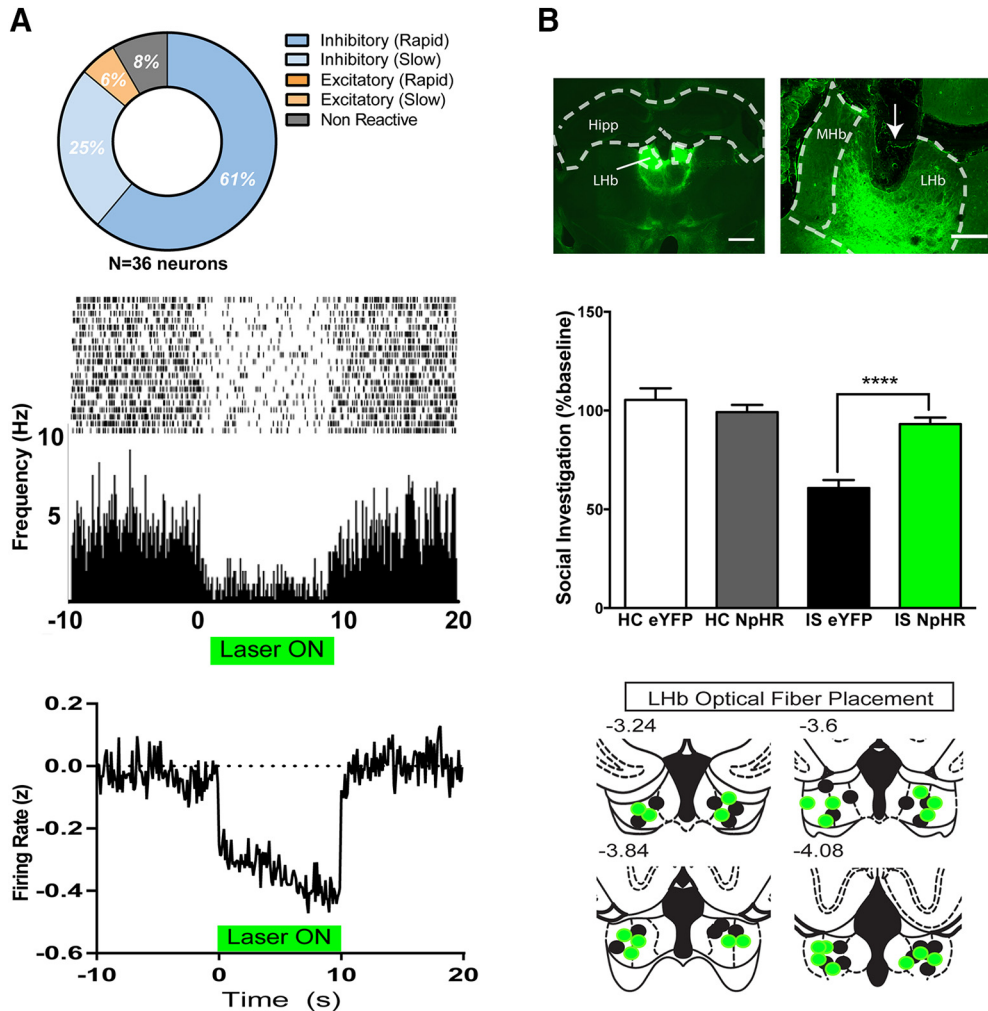 A
8%
6%
25%
61%
N=36 neurons
Inhibitory (Rapid)
Inhibitory (Slow)
Excitatory (Rapid)
Excitatory (Slow)
Non Reactive
Frequency (Hz)
10
5
-10 0 10 20
Laser ON
Firing Rate (z)
0.2
0.0
-0.2
-0.4
-0.6
Laser ON
-10 0 10 20
Time (s)
B
Hipp
LHb
MHb
LHb
Social Investigation (%baseline)
150
100
50
0
****
HC eYFP HC NpHR IS eYFP IS NpHR
LHb Optical Fiber Placement
-3.24 -3.6
-3.84 -4.08